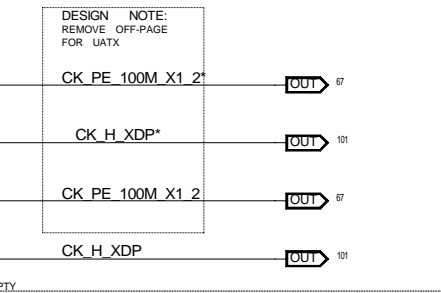 DESIGN NOTE:
REMOVE OFF-PAGE
FOR UATX
CK_PE_100M_X1_2* OUT 67
CK_H_XDP* OUT 101
CK_PE_100M_X1_2 OUT 67
CK_H_XDP OUT 101
PTY